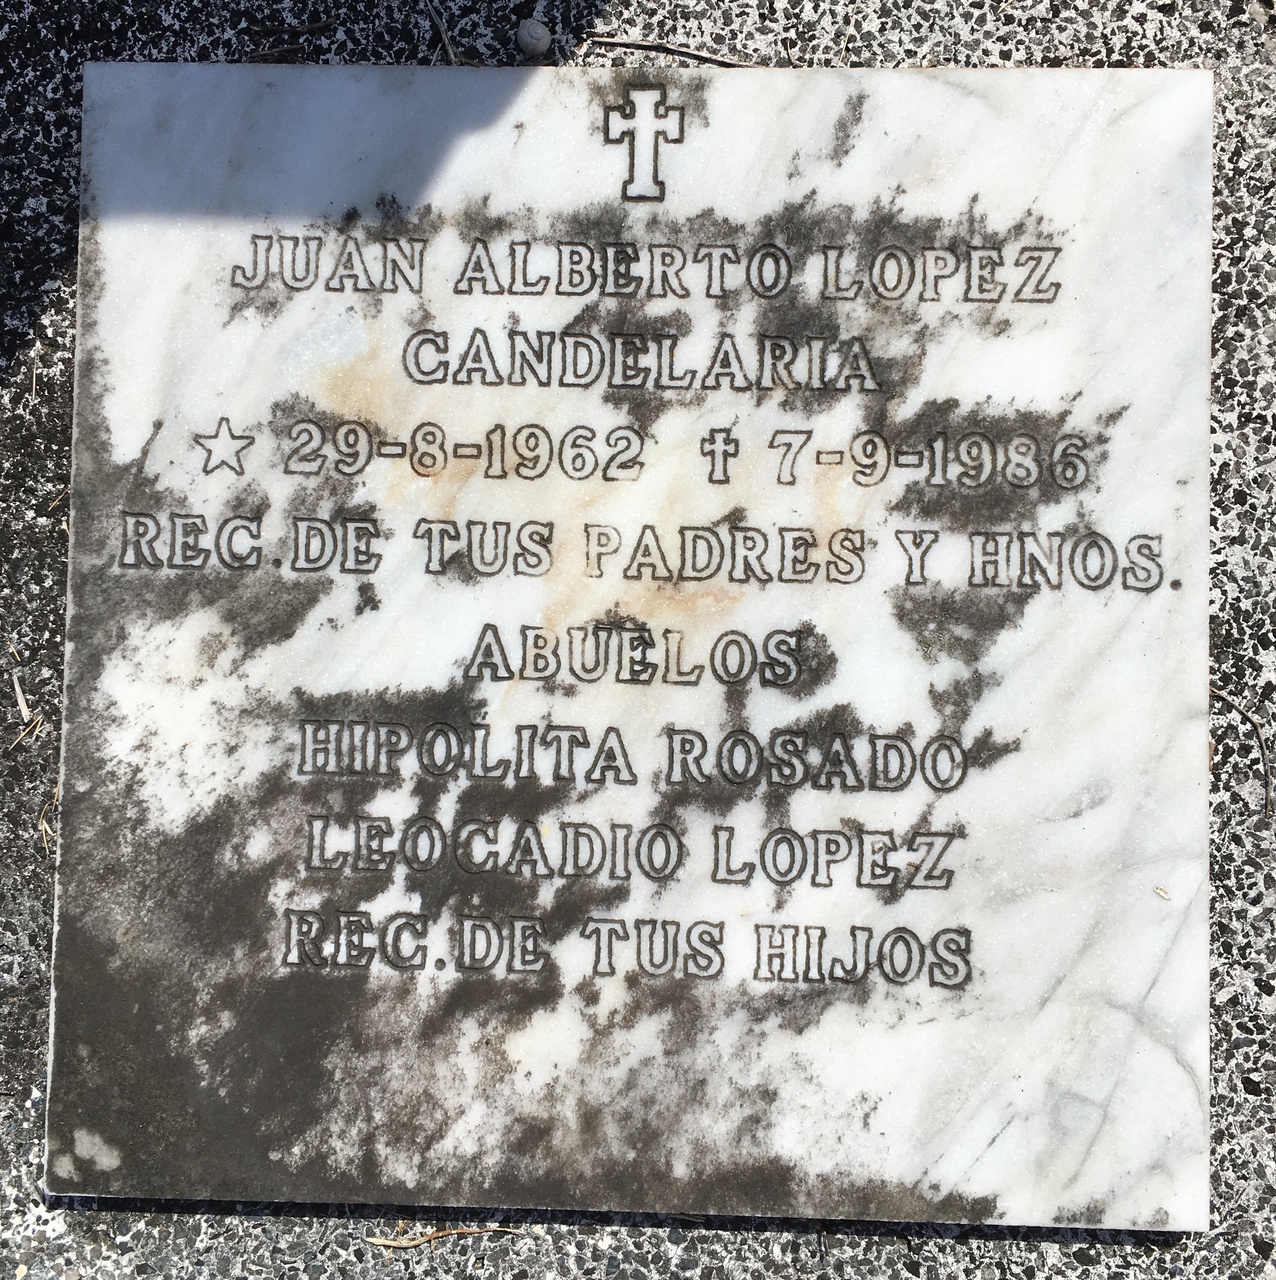 JUAN ALBERTO LOPEZ
CANDELARIA
☆ 29-8-1962 ✝ 7-9-1986
REC. DE TUS PADRES Y HNOS.
ABUELOS
HIPOLITA ROSADO
LEOCADIO LOPEZ
REC. DE TUS HIJOS